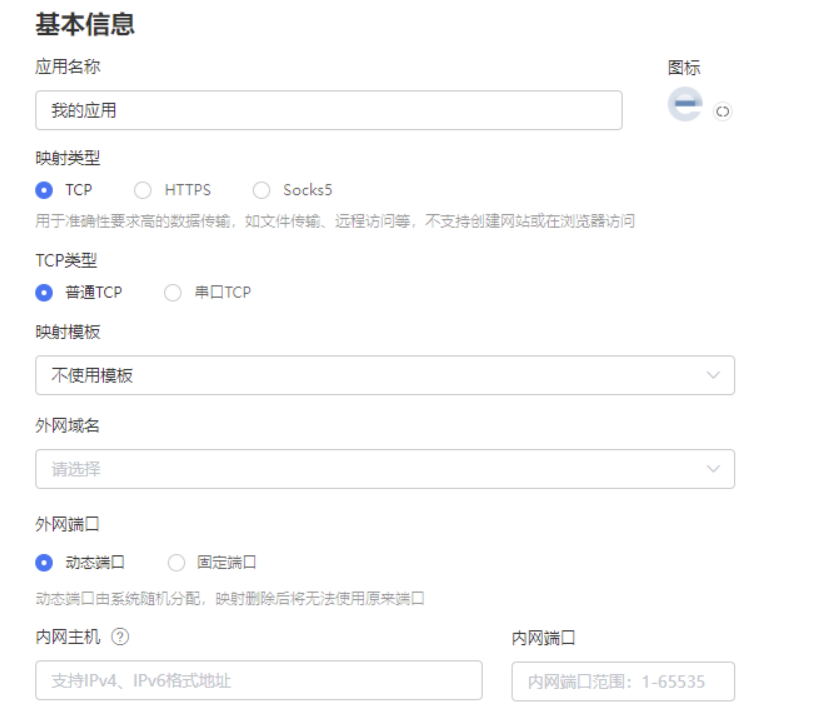 基本信息
应用名称
图标
我的应用
映射类型
TCP HTTPS Socks5
用于准确性要求高的数据传输，如文件传输、远程访问等，不支持创建网站或在浏览器访问
TCP类型
普通TCP 串口TCP
映射模板
不使用模板
外网域名
请选择
外网端口
动态端口 固定端口
动态端口由系统随机分配，映射删除后将无法使用原来端口
内网主机 ? 内网端口
支持IPv4、IPv6格式地址 内网端口范围：1-65535